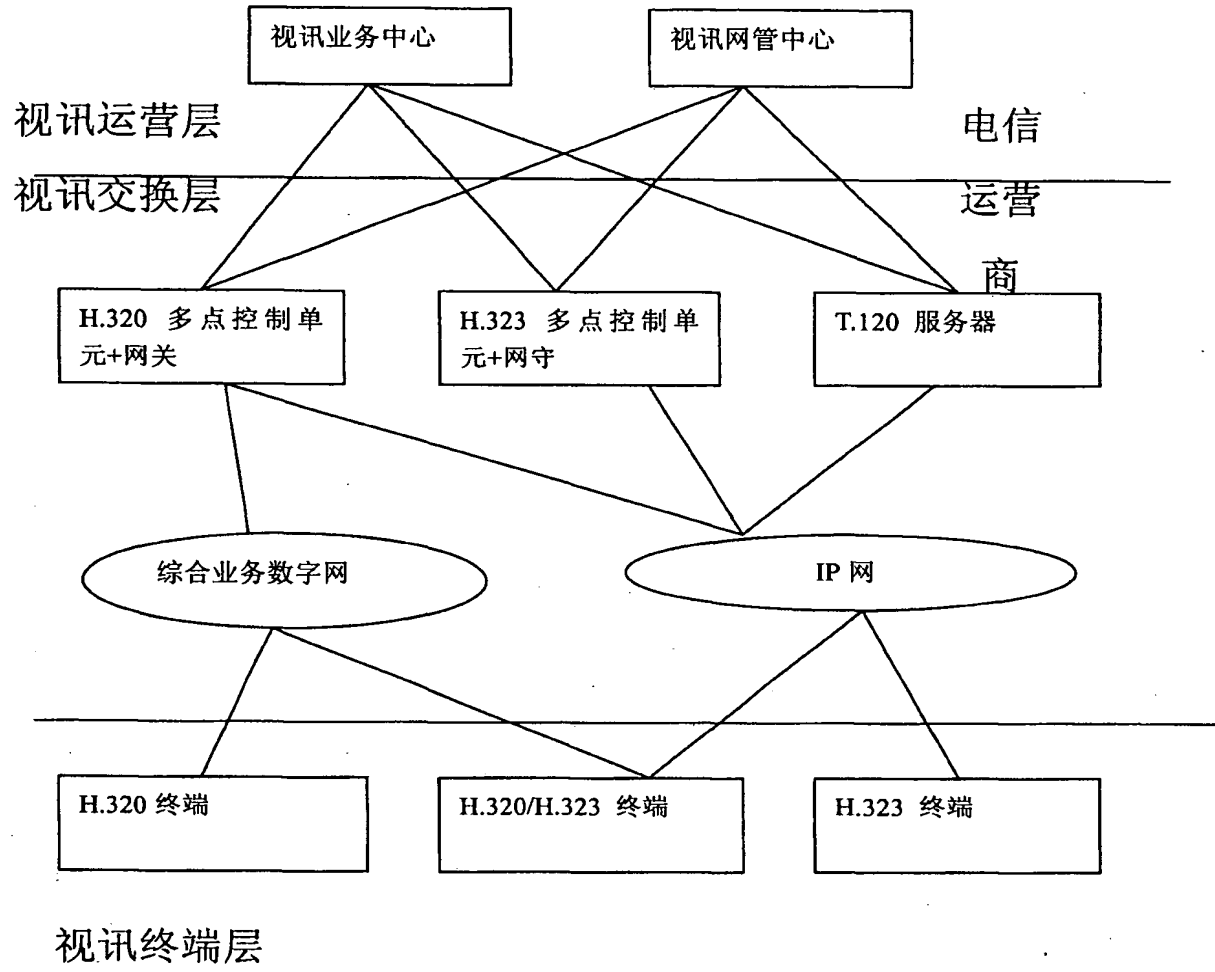 视讯业务中心
视讯网管中心
视讯运营层
电信
视讯交换层
运营
商
H.320 多点控制单
元+网关
H.323 多点控制单
元+网守
T.120 服务器
综合业务数字网
IP 网
H.320 终端
H.320/H.323 终端
H.323 终端
视讯终端层